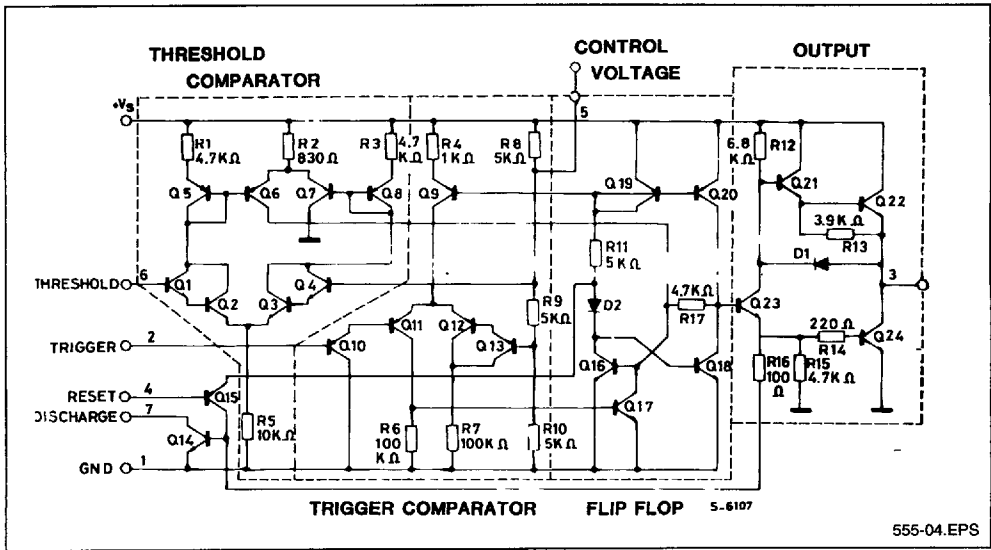 THRESHOLD
COMPARATOR
CONTROL
VOLTAGE
OUTPUT
+Vs
5
R1
4.7KΩ
R2
830Ω
R3
4.7
KΩ
R4
1KΩ
R8
5KΩ
6.8
KΩ
R12
Q5
Q6
Q7
Q8
Q9
Q19
Q20
Q21
Q22
3.9KΩ
R13
R11
5KΩ
D1
THRESHOLD
6
Q1
Q2
Q3
Q4
R9
5KΩ
D2
4.7KΩ
R17
Q23
3
TRIGGER
2
Q10
Q11
Q12
Q13
Q16
Q18
220Ω
R14
Q24
RESET
4
Q15
Q17
R16
100
Ω
R15
4.7KΩ
DISCHARGE
7
Q14
R5
10KΩ
R6
100
KΩ
R7
100KΩ
R10
5KΩ
GND
1
TRIGGER COMPARATOR
FLIP FLOP
S-6107
555-04.EPS